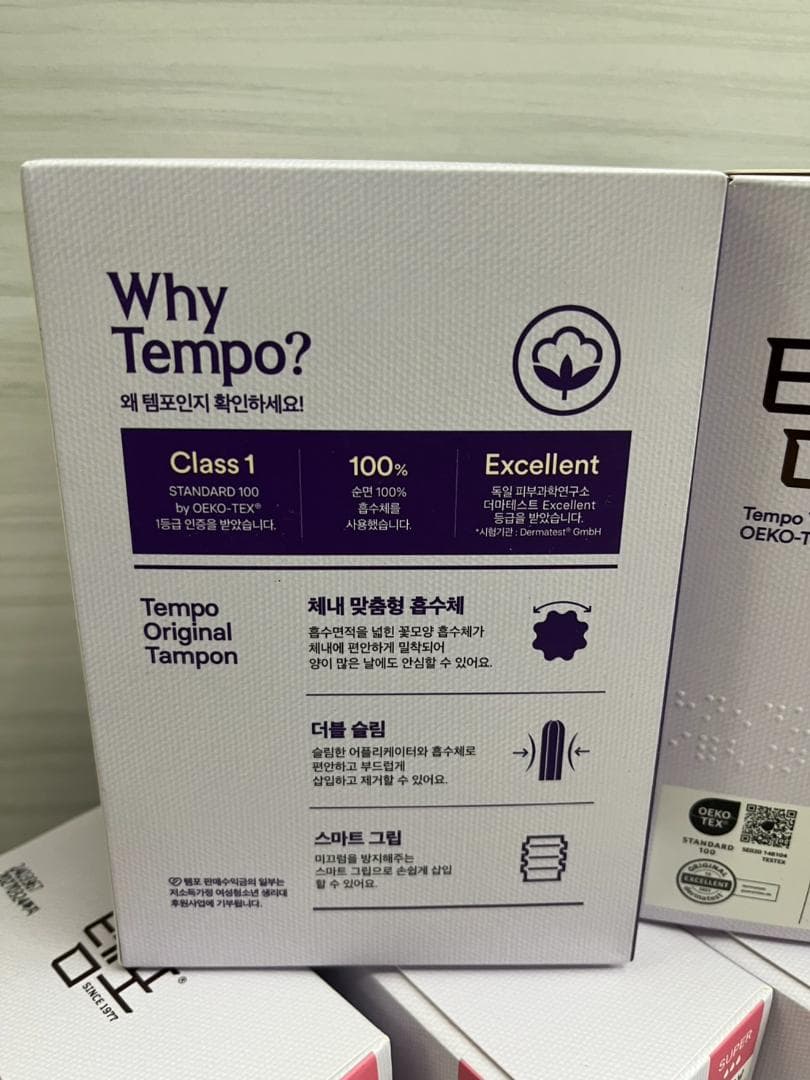 Why
Tempo?
왜 템포인지 확인하세요!
Class 1
STANDARD 100
by OEKO-TEX®
1등급 인증을 받았습니다.
100%
순면 100%
흡수체를
사용했습니다.
Excellent
독일 피부과학연구소
더마테스트 Excellent
등급을 받았습니다.
*시험기관 : Dermatest® GmbH
Tempo
Original
Tampon
체내 맞춤형 흡수체
흡수면적을 넓힌 꽃모양 흡수체가
체내에 편안하게 밀착되어
양이 많은 날에도 안심할 수 있어요.
더블 슬림
슬림한 어플리케이터와 흡수체로
편안하고 부드럽게
삽입하고 제거할 수 있어요.
스마트 그립
미끄럼을 방지해주는
스마트 그립으로 손쉽게 삽입
할 수 있어요.
템포 판매수익금의 일부는
저소득가정 여성청소년 생리대
후원사업에 기부됩니다.
Tempo
OEKO-T
OEKO
TEX®
STANDARD
100
TESTEX
ORIGINAL
EXCELLENT
dermatest
템포®
SINCE 1977
SUPER